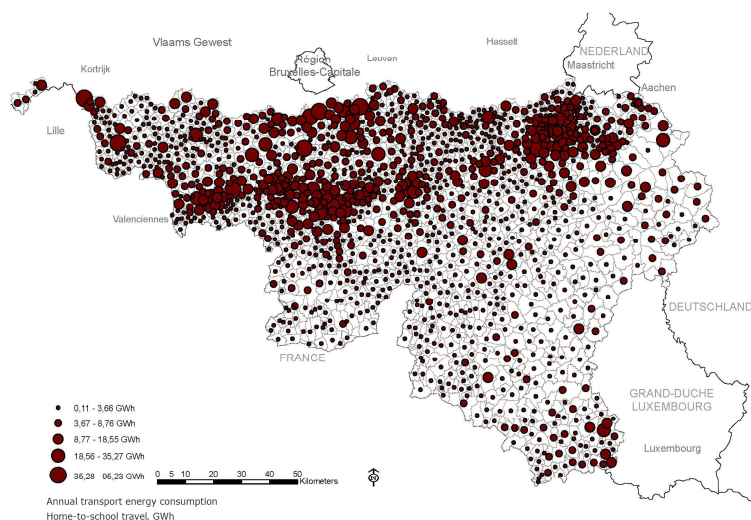 Vlaams Gewest
Hasselt
NEDERLAND
Kortrijk
Région
Bruxelles-Capitale
Leuven
Maastricht
Aachen
Lille
Valenciennes
DEUTSCHLAND
FRANCE
GRAND-DUCHE
LUXEMBOURG
Luxembourg
0,11 - 3,66 GWh
3,67 - 8,76 GWh
8,77 - 18,55 GWh
18,56 - 35,27 GWh
35,28 - 95,23 GWh
0 5 10 20 30 40 50
Kilometers
Annual transport energy consumption
Home-to-school travel, GWh